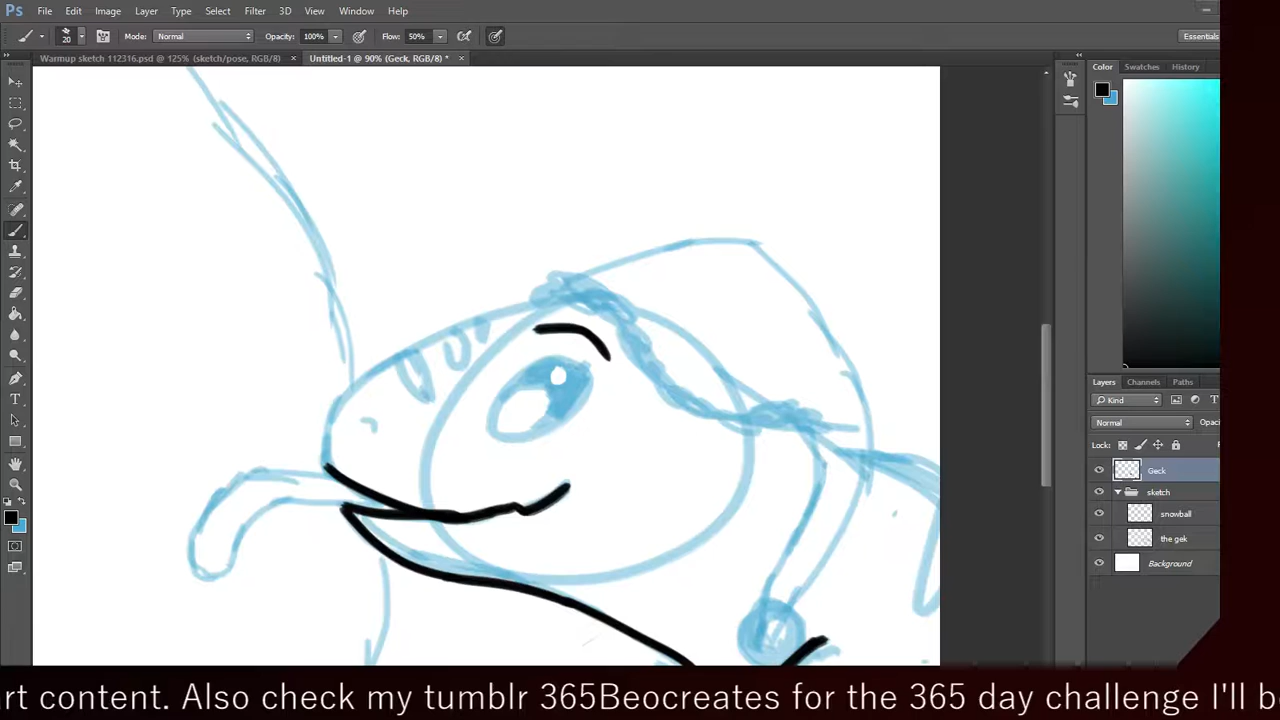 Ps File Edit Image Layer Type Select Filter 3D View Window Help
20 Mode: Normal Opacity: 100% Flow: 50% Essentials
Warmup sketch 112316.psd @ 125% (sketch/pose, RGB/8) × Untitled-1 @ 90% (Geck, RGB/8) * ×
Color Swatches History
Layers Channels Paths
Kind T
Normal Opac
Lock:
Geck
sketch
snowball
the gek
Background
rt content. Also check my tumblr 365Beocreates for the 365 day challenge I'll b